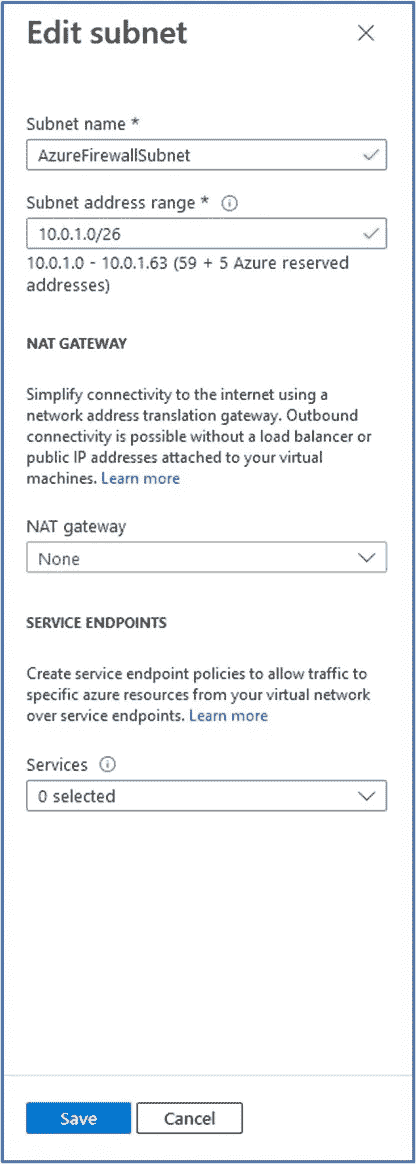 Edit subnet
Subnet name *
AzureFirewallSubnet
Subnet address range *
10.0.1.0/26
10.0.1.0 - 10.0.1.63 (59 + 5 Azure reserved
addresses)
NAT GATEWAY
Simplify connectivity to the internet using a
network address translation gateway. Outbound
connectivity is possible without a load balancer or
public IP addresses attached to your virtual
machines. Learn more
NAT gateway
None
SERVICE ENDPOINTS
Create service endpoint policies to allow traffic to
specific azure resources from your virtual network
over service endpoints. Learn more
Services
0 selected
Save Cancel